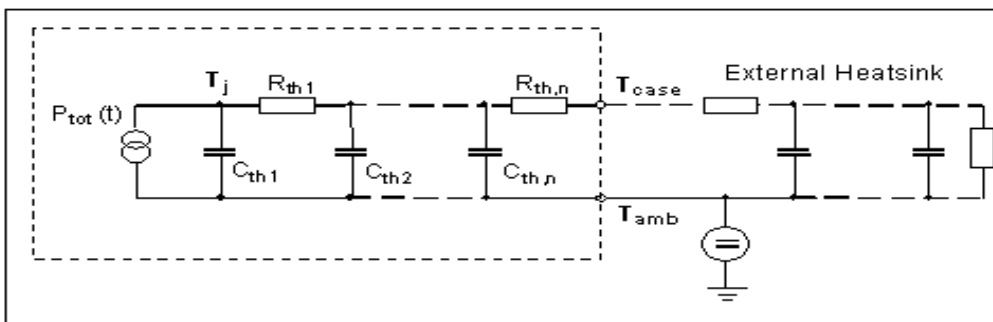 External Heatsink
T j
R th1
R th,n
T case
P tot (t)
C th1
C th2
C th,n
T amb